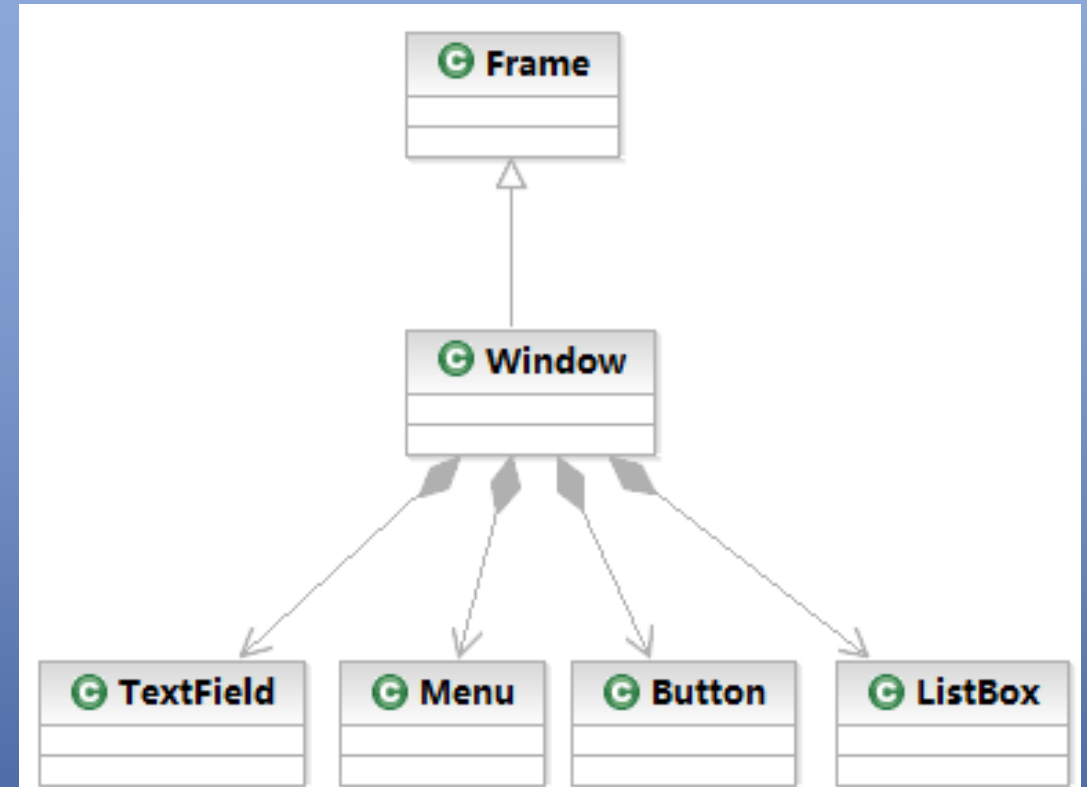 C Frame
C Window
C TextField
C Menu
C Button
C ListBox